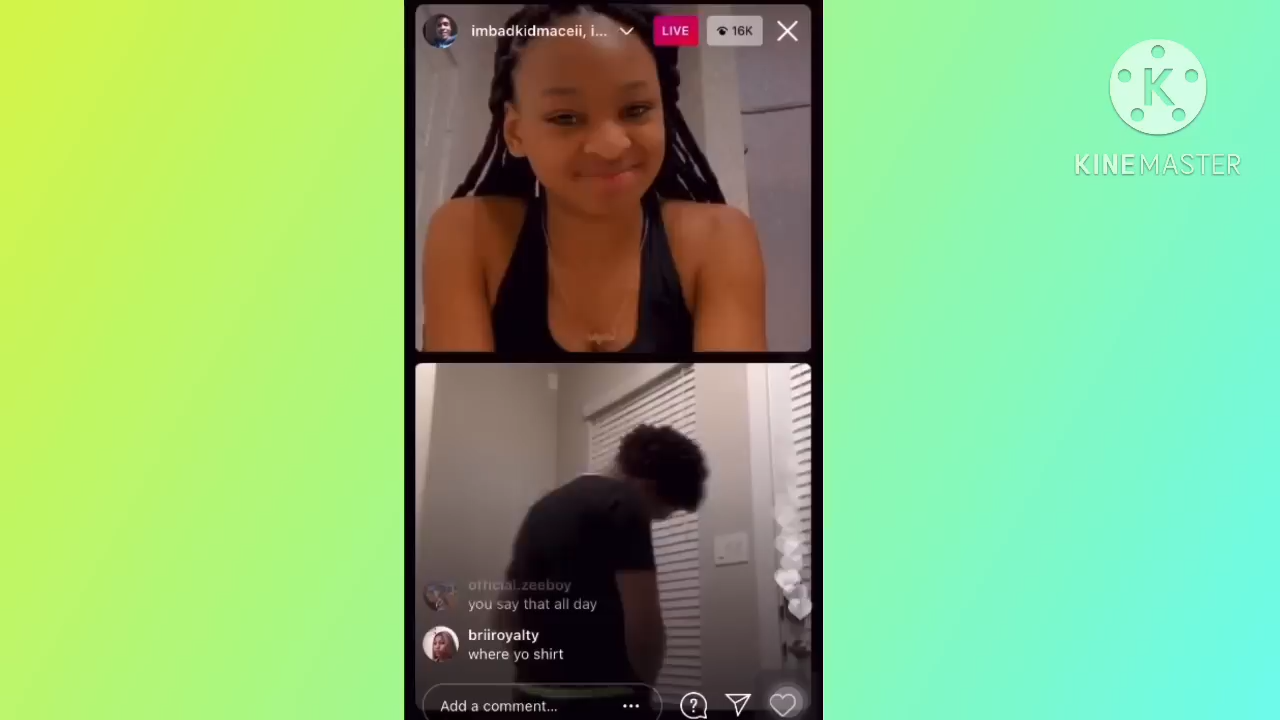 imbadkidmaceii, i...
LIVE
16K
K
KINEMASTER
official.zeeboy
you say that all day
briiroyalty
where yo shirt
Add a comment...